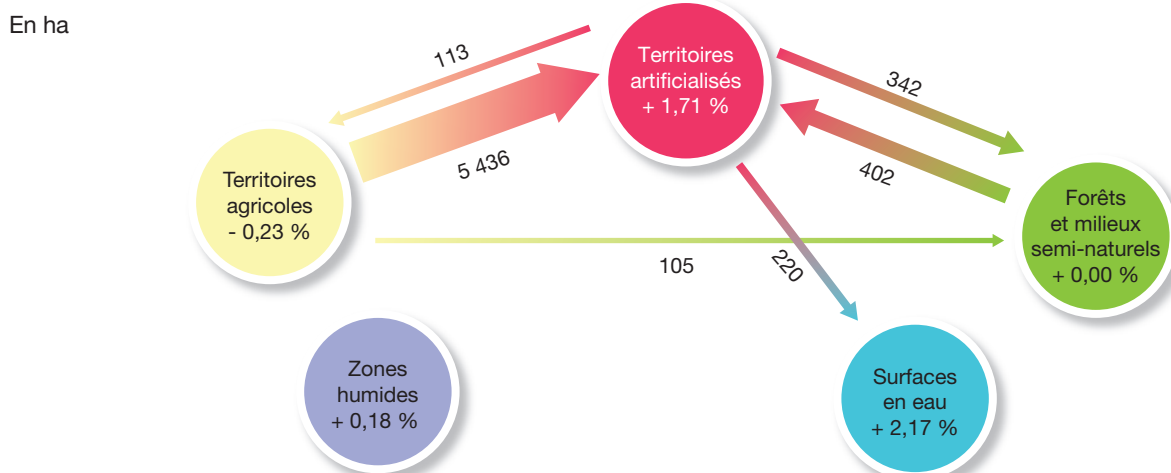 En ha
113
Territoires
artificialisés
+ 1,71 %
342
5 436
402
Territoires
agricoles
- 0,23 %
Forêts
et milieux
semi-naturels
+ 0,00 %
105
220
Zones
humides
+ 0,18 %
Surfaces
en eau
+ 2,17 %